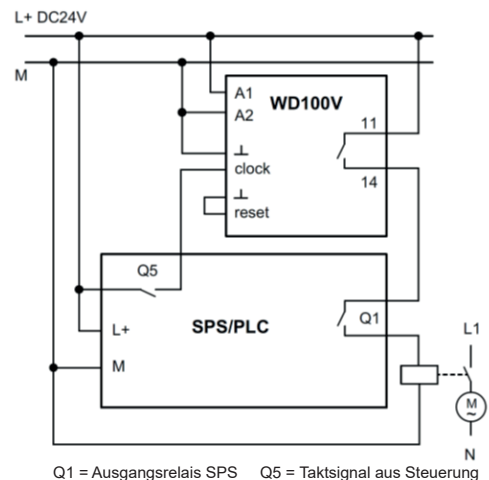 L+ DC24V
M
A1
WD100V
A2
11
⊥
clock
14
⊥
reset
Q5
L+
SPS/PLC
Q1
M
L1
M
~
N
Q1 = Ausgangsrelais SPS Q5 = Taktsignal aus Steuerung